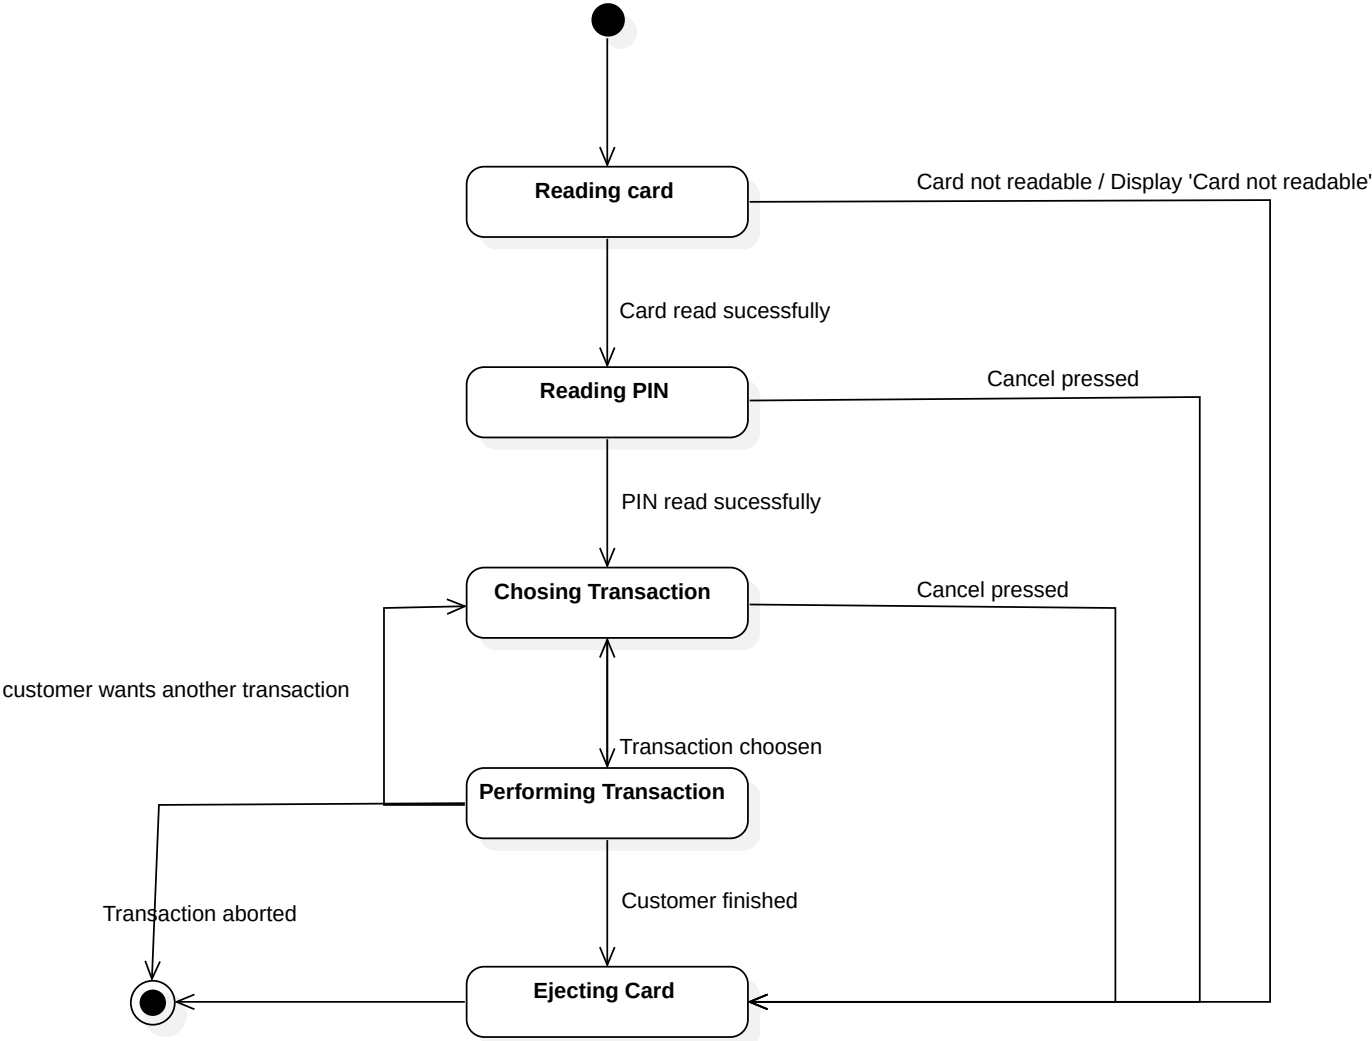 Reading card
Card not readable / Display 'Card not readable'
Card read sucessfully
Reading PIN
Cancel pressed
PIN read sucessfully
Chosing Transaction
Cancel pressed
customer wants another transaction
Transaction choosen
Performing Transaction
Customer finished
Transaction aborted
Ejecting Card